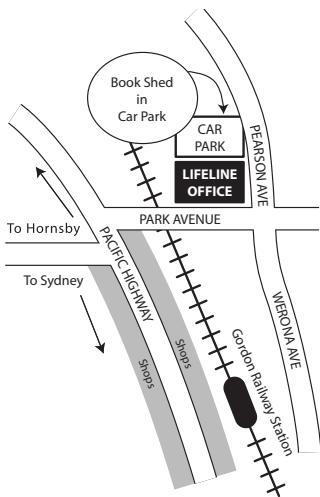 Book Shed
in
Car Park
CAR
PARK
PEARSON AVE
LIFELINE
OFFICE
PARK AVENUE
To Hornsby
PACIFIC HIGHWAY
To Sydney
WERONA AVE
Shops
Shops
Gordon Railway Station